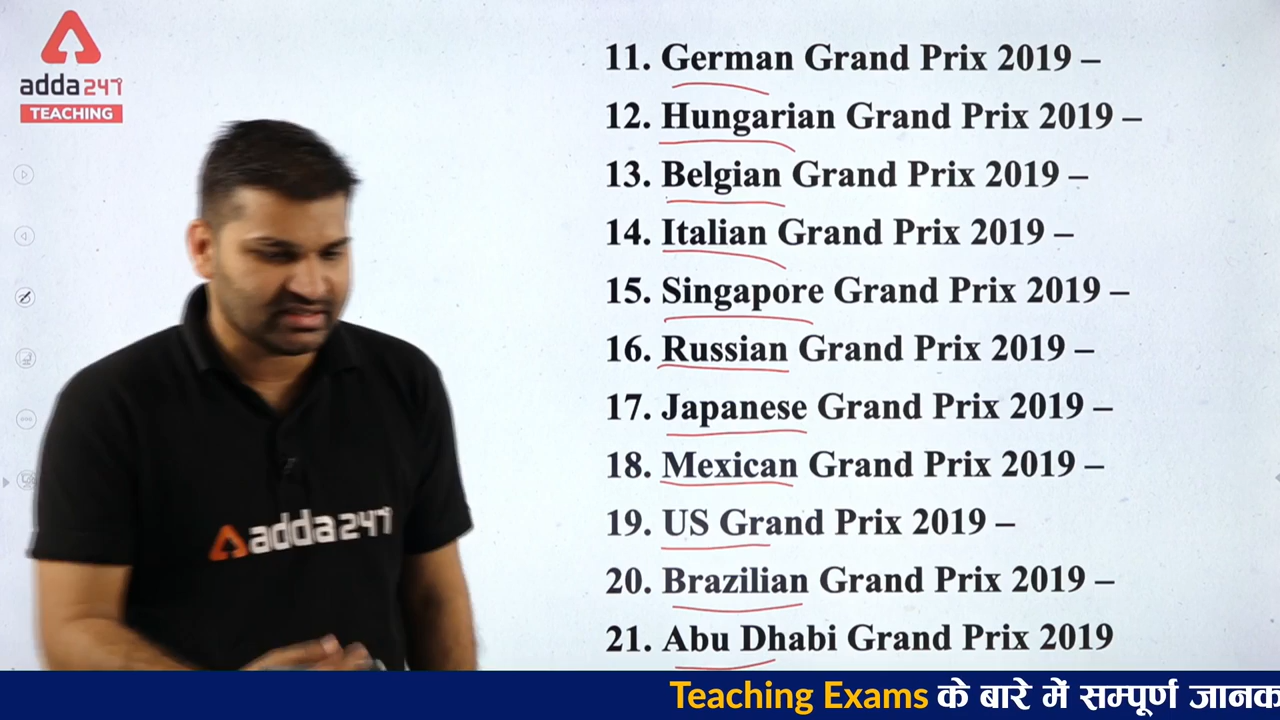 adda247
TEACHING
11. German Grand Prix 2019 –
12. Hungarian Grand Prix 2019 –
13. Belgian Grand Prix 2019 –
14. Italian Grand Prix 2019 –
15. Singapore Grand Prix 2019 –
16. Russian Grand Prix 2019 –
17. Japanese Grand Prix 2019 –
18. Mexican Grand Prix 2019 –
19. US Grand Prix 2019 –
20. Brazilian Grand Prix 2019 –
21. Abu Dhabi Grand Prix 2019
adda247
Teaching Exams के बारे में सम्पूर्ण जानक